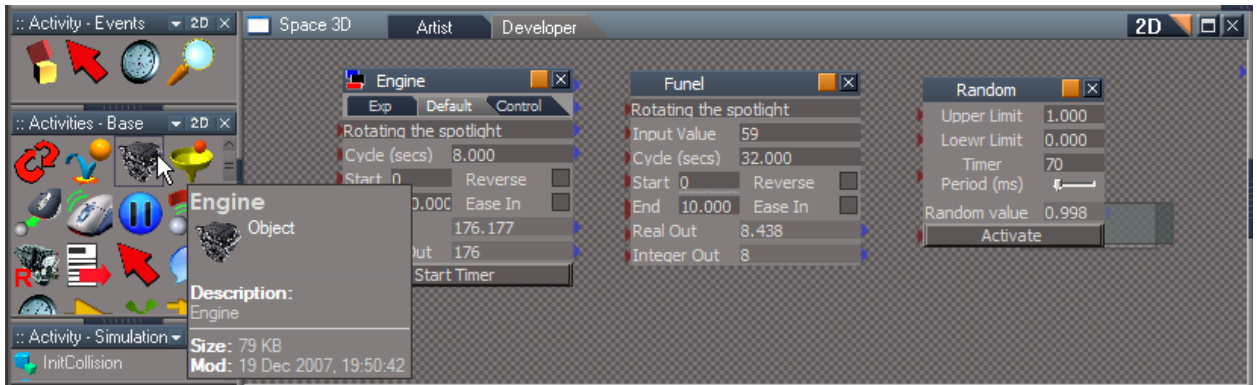 :: Activity - Events 2D
:: Activities - Base 2D
Engine
Object
Description:
Engine
Size: 79 KB
Mod: 19 Dec 2007, 19:50:42
R
:: Activity - Simulation
InitCollision
Space 3D Artist Developer 2D
Engine
Exp Default Control
Rotating the spotlight
Cycle (secs) 8.000
Start 0 Reverse
0.000 Ease In
176.177
Out 176
Start Timer
Funel
Rotating the spotlight
Input Value 59
Cycle (secs) 32.000
Start 0 Reverse
End 10.000 Ease In
Real Out 8.438
Integer Out 8
Random
Upper Limit 1.000
Loewr Limit 0.000
Timer 70
Period (ms)
Random value 0.998
Activate